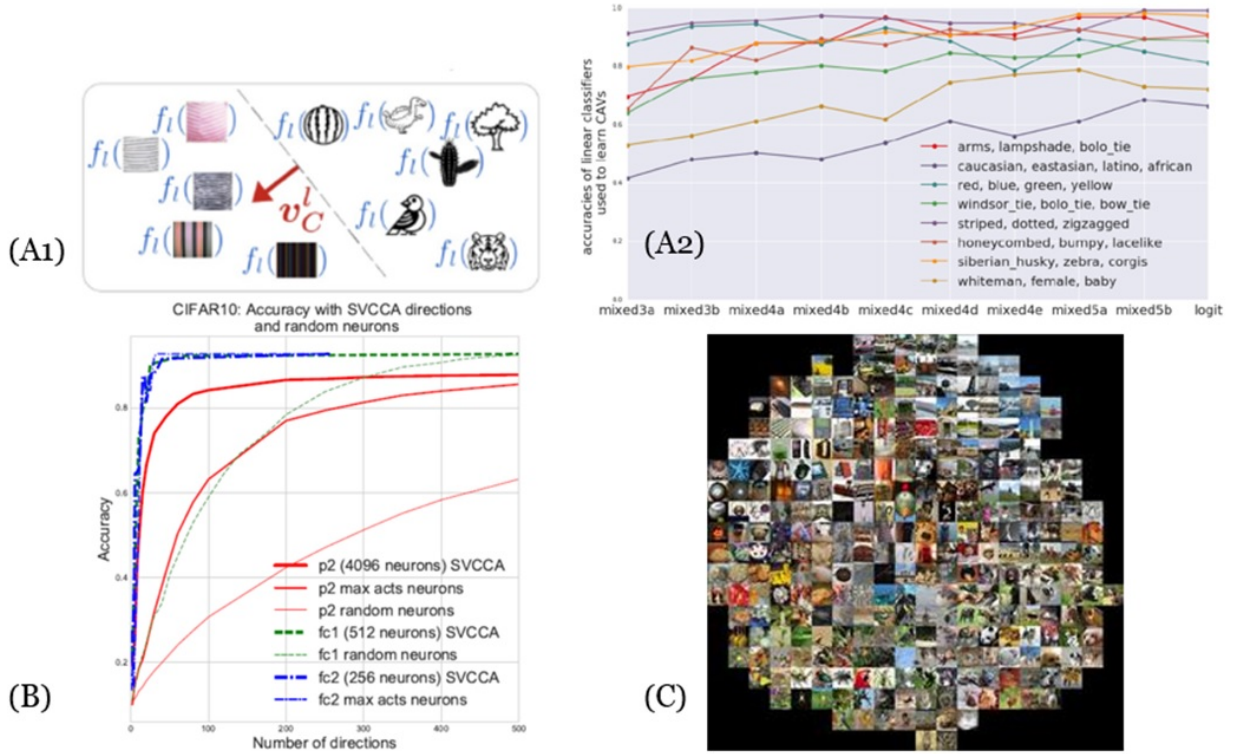 (A1)
f_l( )
f_l( )
f_l( )
f_l( )
f_l( )
f_l( )
f_l( )
f_l( )
f_l( )
f_l( )
f_l( )
v_C^l
(A2)
accuracies of linear classifiers
used to learn CAVs
1.0
0.8
0.6
0.4
0.2
0.0
arms, lampshade, bolo_tie
caucasian, eastasian, latino, african
red, blue, green, yellow
windsor_tie, bolo_tie, bow_tie
striped, dotted, zigzagged
honeycombed, bumpy, lacelike
siberian_husky, zebra, corgis
whiteman, female, baby
mixed3a mixed3b mixed4a mixed4b mixed4c mixed4d mixed4e mixed5a mixed5b logit
CIFAR10: Accuracy with SVCCA directions
and random neurons
(B)
Accuracy
0.8
0.6
0.4
0.2
p2 (4096 neurons) SVCCA
p2 max acts neurons
p2 random neurons
fc1 (512 neurons) SVCCA
fc1 random neurons
fc2 (256 neurons) SVCCA
fc2 max acts neurons
0 100 200 300 400 500
Number of directions
(C)